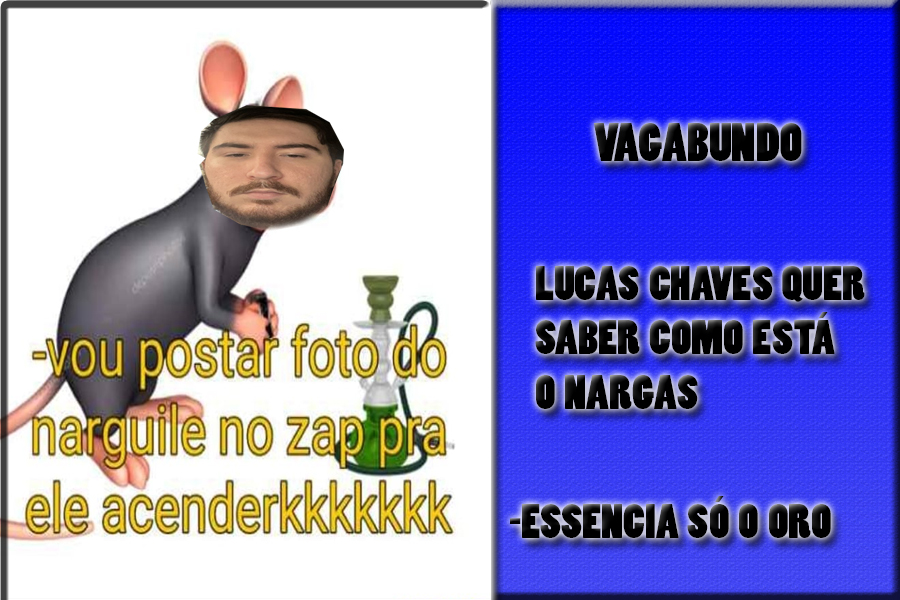 -vou postar foto do
narguile no zap pra
ele acenderkkkkkkk
VAGABUNDO
LUCAS CHAVES QUER
SABER COMO ESTÁ
O NARGAS
-ESSENCIA SÓ O ORO